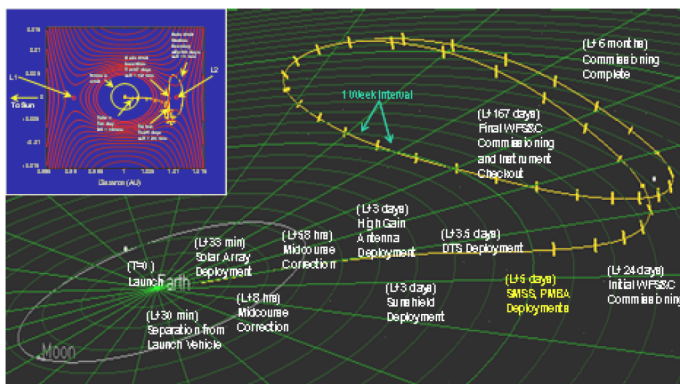 L1
L2
To Sun
Distance (AU)
(L+6 months)
Commissioning
Complete
1 Week Interval
(L+167 days)
Final WFS&C
Commissioning
and Instrument
Checkout
(L+3 days)
High Gain
Antenna
Deployment
(L+58 hrs)
Midcourse
Correction
(L+33 min)
Solar Array
Deployment
(L+3.5 days)
DTS Deployment
(T=0)
Launch
Earth
(L+8 hrs)
Midcourse
Correction
(L+3 days)
Sunshield
Deployment
(L+5 days)
SMSS, PMBA
Deployments
(L+24 days)
Initial WFS&C
Commissioning
(L+30 min)
Separation from
Launch Vehicle
Moon